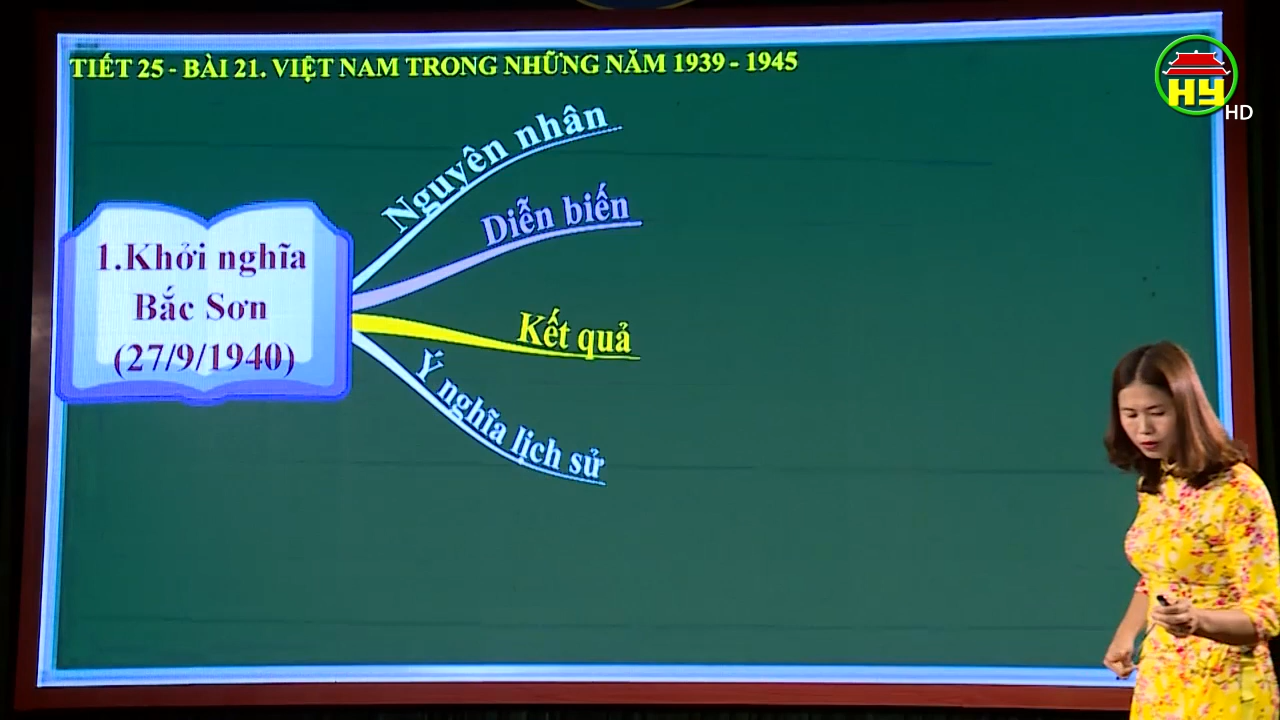 TIẾT 25 - BÀI 21. VIỆT NAM TRONG NHỮNG NĂM 1939 - 1945
HY
HD
Nguyên nhân
Diễn biến
1.Khởi nghĩa
Bắc Sơn
(27/9/1940)
Kết quả
Ý nghĩa lịch sử